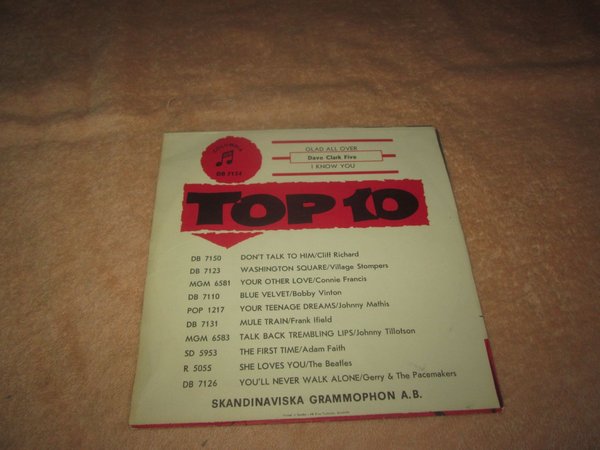 COLUMBIA
DB 7154
GLAD ALL OVER
Dave Clark Five
I KNOW YOU
TOP 10
DB 7150 DON'T TALK TO HIM/Cliff Richard
DB 7123 WASHINGTON SQUARE/Village Stompers
MGM 6581 YOUR OTHER LOVE/Connie Francis
DB 7110 BLUE VELVET/Bobby Vinton
POP 1217 YOUR TEENAGE DREAMS/Johnny Mathis
DB 7131 MULE TRAIN/Frank Ifield
MGM 6583 TALK BACK TREMBLING LIPS/Johnny Tillotson
SD 5953 THE FIRST TIME/Adam Faith
R 5055 SHE LOVES YOU/The Beatles
DB 7126 YOU'LL NEVER WALK ALONE/Gerry & The Pacemakers
SKANDINAVISKA GRAMMOPHON A.B.